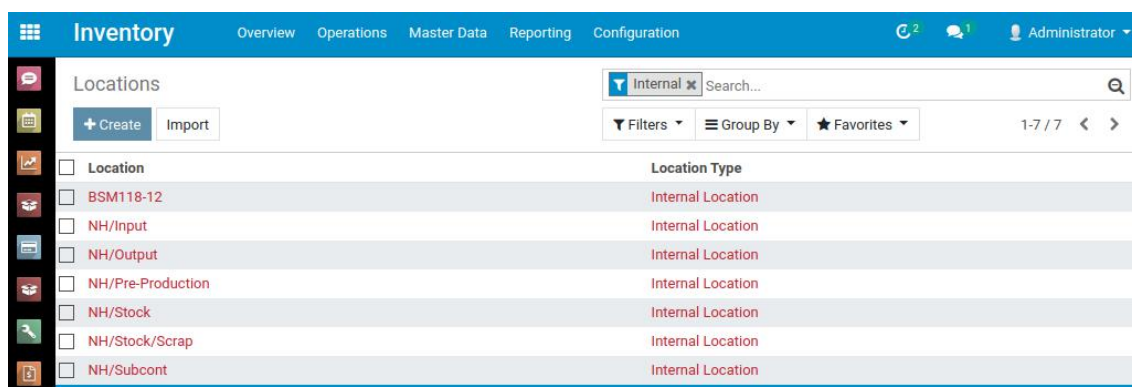 Inventory Overview Operations Master Data Reporting Configuration 2 1 Administrator
Locations
Internal Search...
+ Create Import Filters Group By Favorites 1-7 / 7
Location Location Type
BSM118-12 Internal Location
NH/Input Internal Location
NH/Output Internal Location
NH/Pre-Production Internal Location
NH/Stock Internal Location
NH/Stock/Scrap Internal Location
NH/Subcont Internal Location